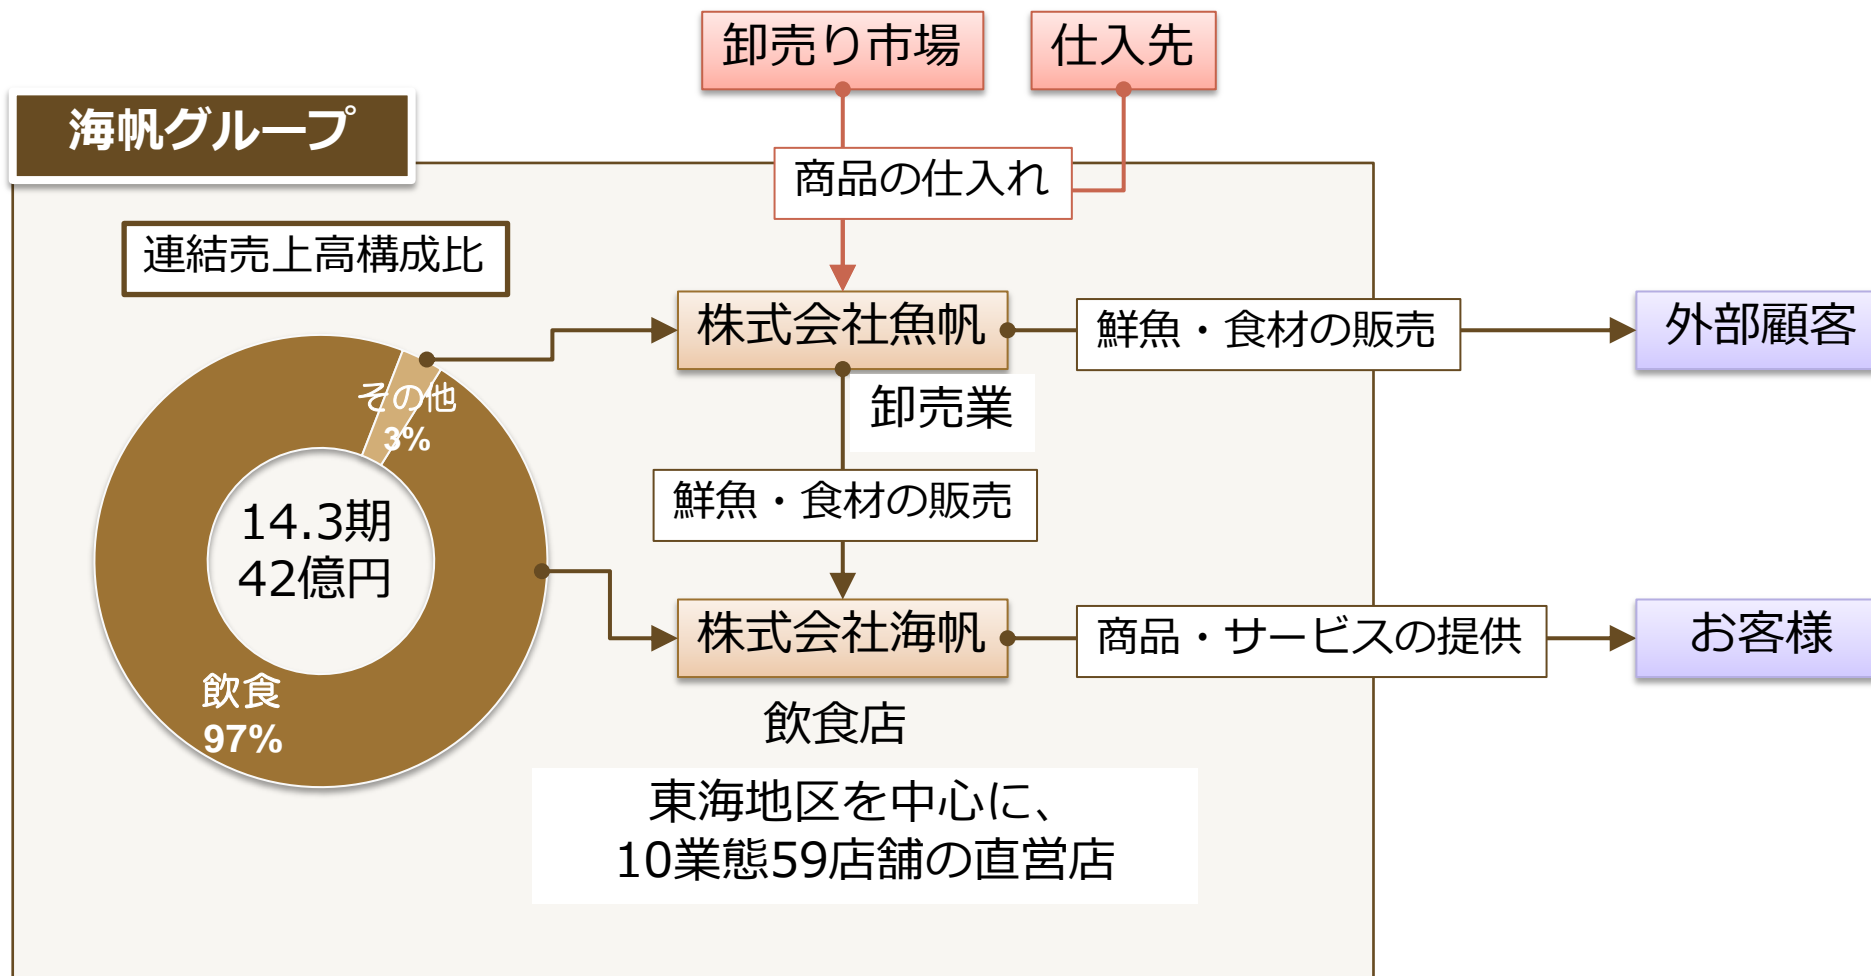 卸売り市場
仕入先
海帆グループ
商品の仕入れ
連結売上高構成比
株式会社魚帆
鮮魚・食材の販売
外部顧客
その他
3%
卸売業
鮮魚・食材の販売
14.3期
42億円
株式会社海帆
商品・サービスの提供
お客様
飲食
97%
飲食店
東海地区を中心に、
10業態59店舗の直営店